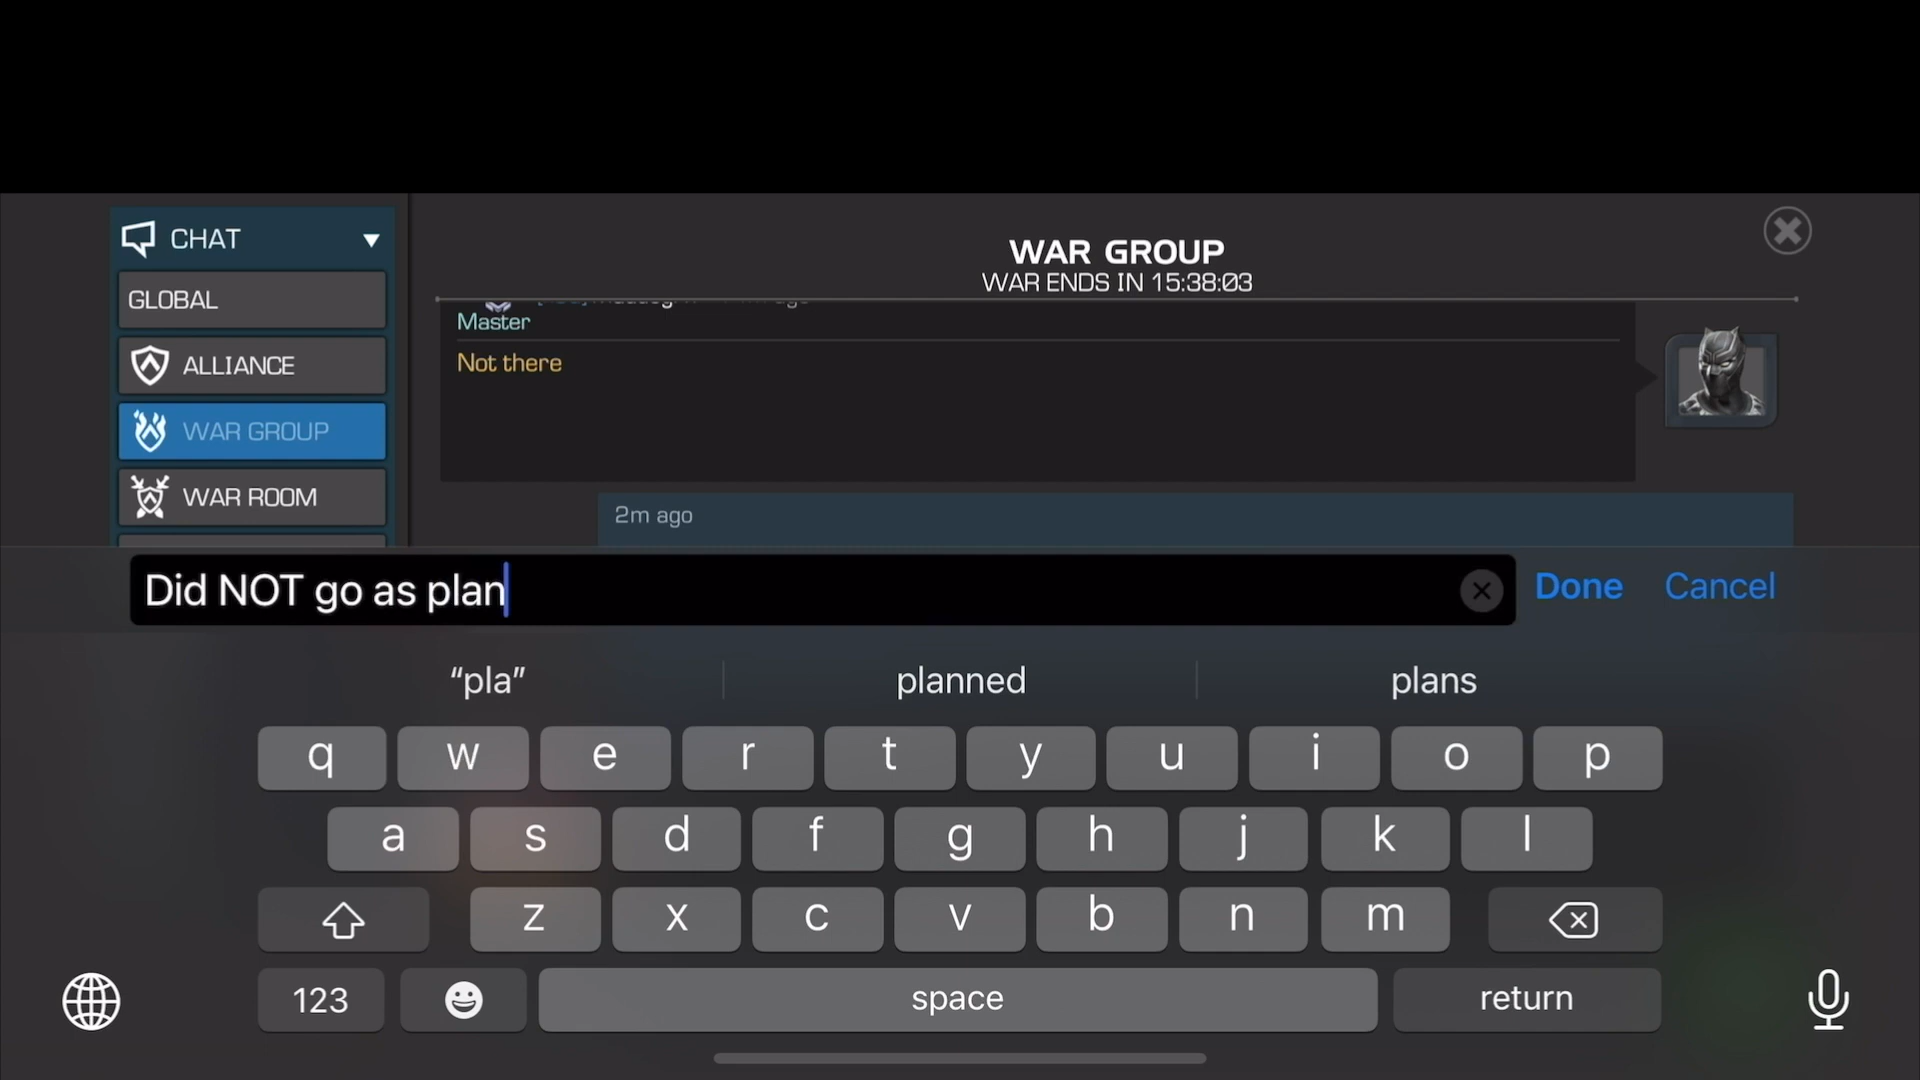 CHAT
GLOBAL
ALLIANCE
WAR GROUP
WAR ROOM
WAR GROUP
WAR ENDS IN 15:38:03
Master
Not there
2m ago
Did NOT go as plan
Done
Cancel
“pla”
planned
plans
q w e r t y u i o p
a s d f g h j k l
z x c v b n m
123
space
return